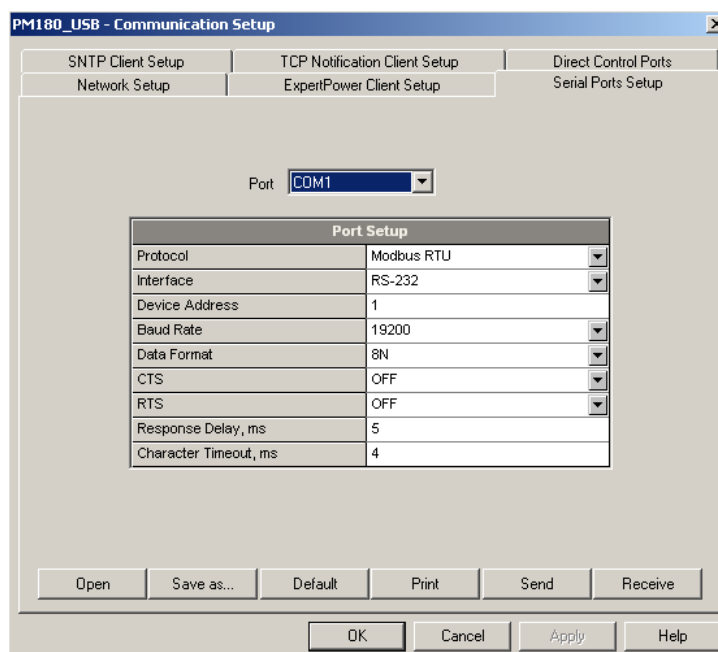 PM180_USB - Communication Setup
SNTP Client Setup TCP Notification Client Setup Direct Control Ports
Network Setup ExpertPower Client Setup Serial Ports Setup
Port COM1
Port Setup
Protocol Modbus RTU
Interface RS-232
Device Address 1
Baud Rate 19200
Data Format 8N
CTS OFF
RTS OFF
Response Delay, ms 5
Character Timeout, ms 4
Open Save as... Default Print Send Receive
OK Cancel Apply Help